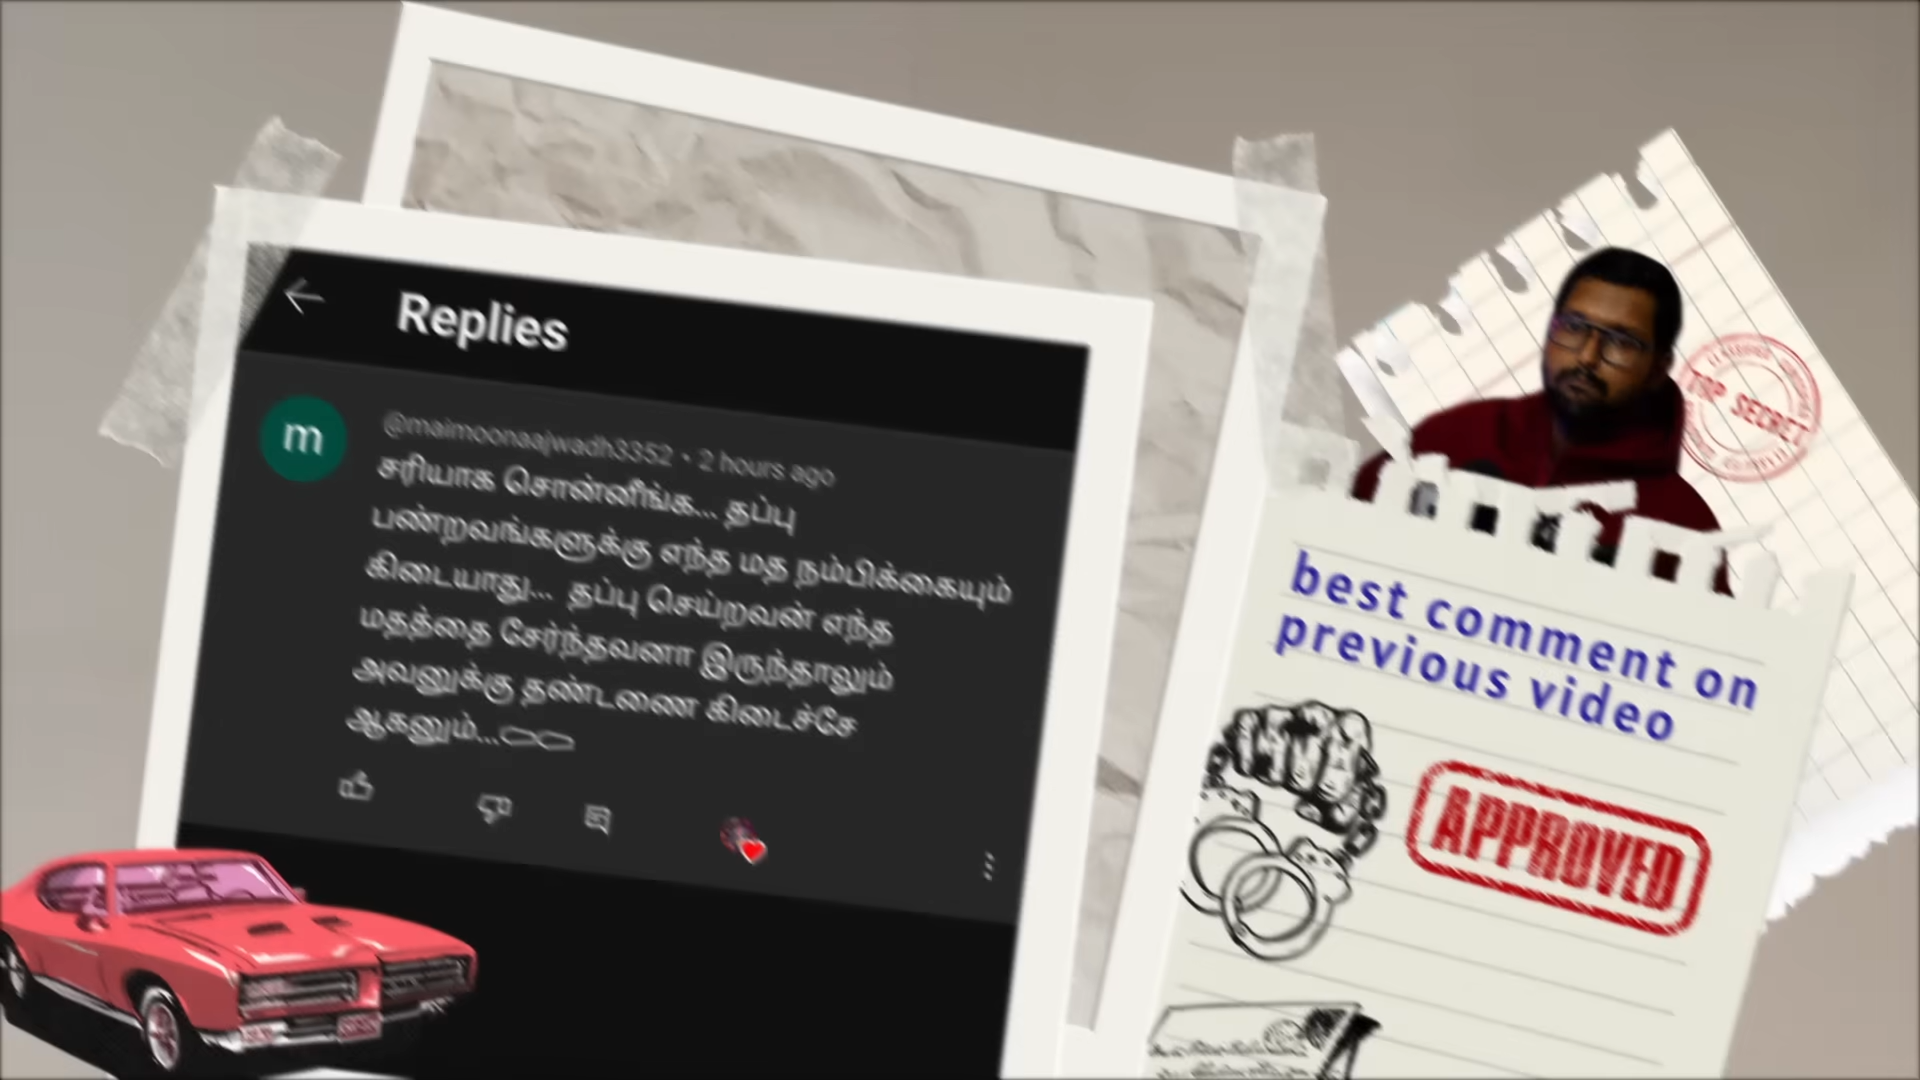 Replies
m
@maimoonaajwadh3352 • 2 hours ago
சரியாக சொன்னீங்க... தப்பு
பண்றவங்களுக்கு எந்த மத நம்பிக்கையும்
கிடையாது... தப்பு செய்றவன் எந்த
மதத்தை சேர்ந்தவனா இருந்தாலும்
அவனுக்கு தண்டணை கிடைச்சே
ஆகனும்...
TOP SECRET
best comment on
previous video
APPROVED